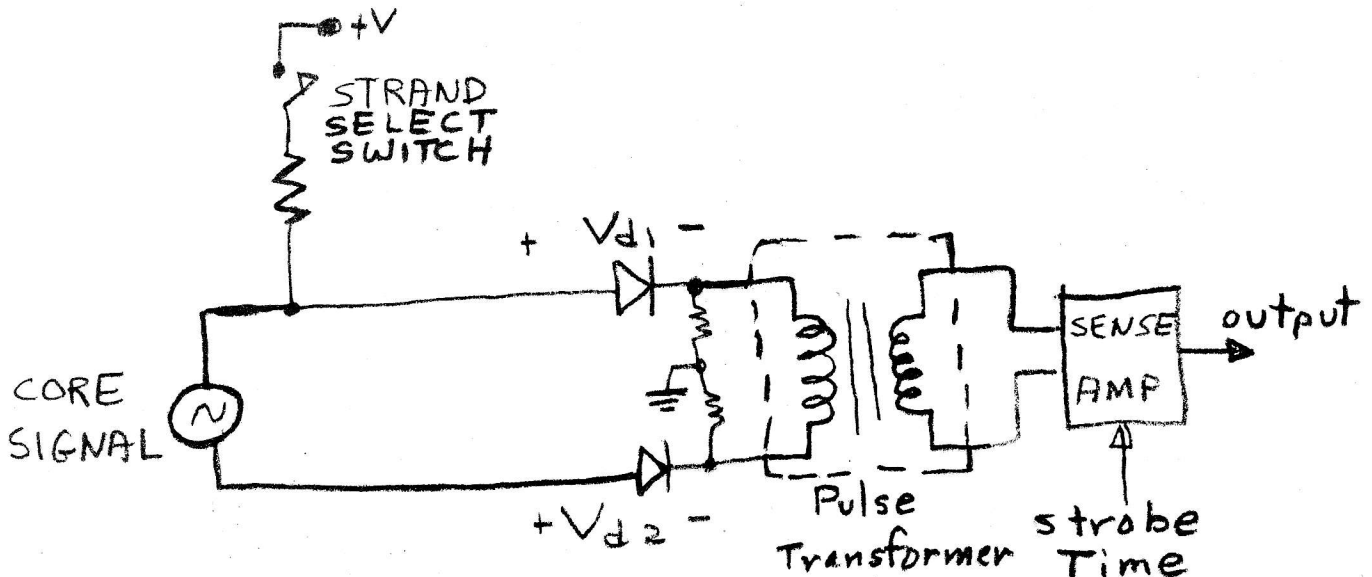 +V
STRAND
SELECT
SWITCH
+ Vd1 -
CORE
SIGNAL
SENSE
AMP
output
+Vd2 -
Pulse
Transformer
strobe
Time